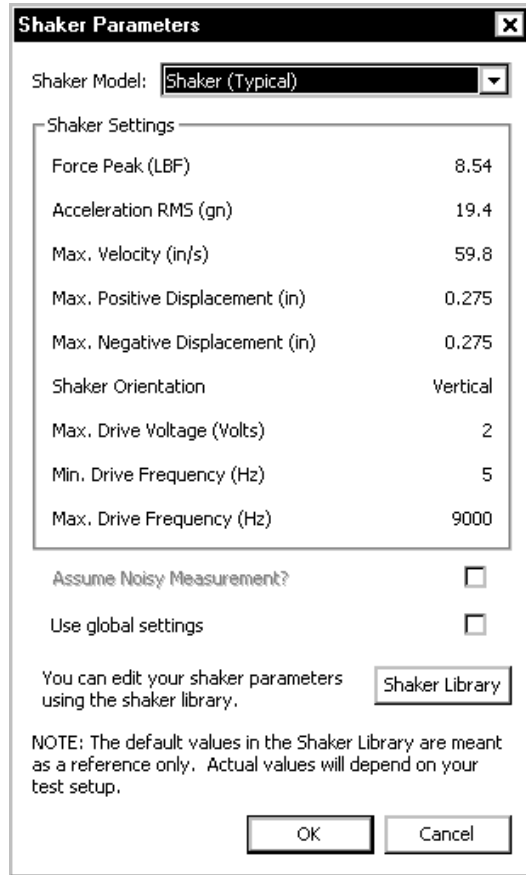 Shaker Parameters
Shaker Model: Shaker (Typical)
Shaker Settings
Force Peak (LBF) 8.54
Acceleration RMS (gn) 19.4
Max. Velocity (in/s) 59.8
Max. Positive Displacement (in) 0.275
Max. Negative Displacement (in) 0.275
Shaker Orientation Vertical
Max. Drive Voltage (Volts) 2
Min. Drive Frequency (Hz) 5
Max. Drive Frequency (Hz) 9000
Assume Noisy Measurement?
Use global settings
You can edit your shaker parameters
using the shaker library.
Shaker Library
NOTE: The default values in the Shaker Library are meant
as a reference only. Actual values will depend on your
test setup.
OK Cancel